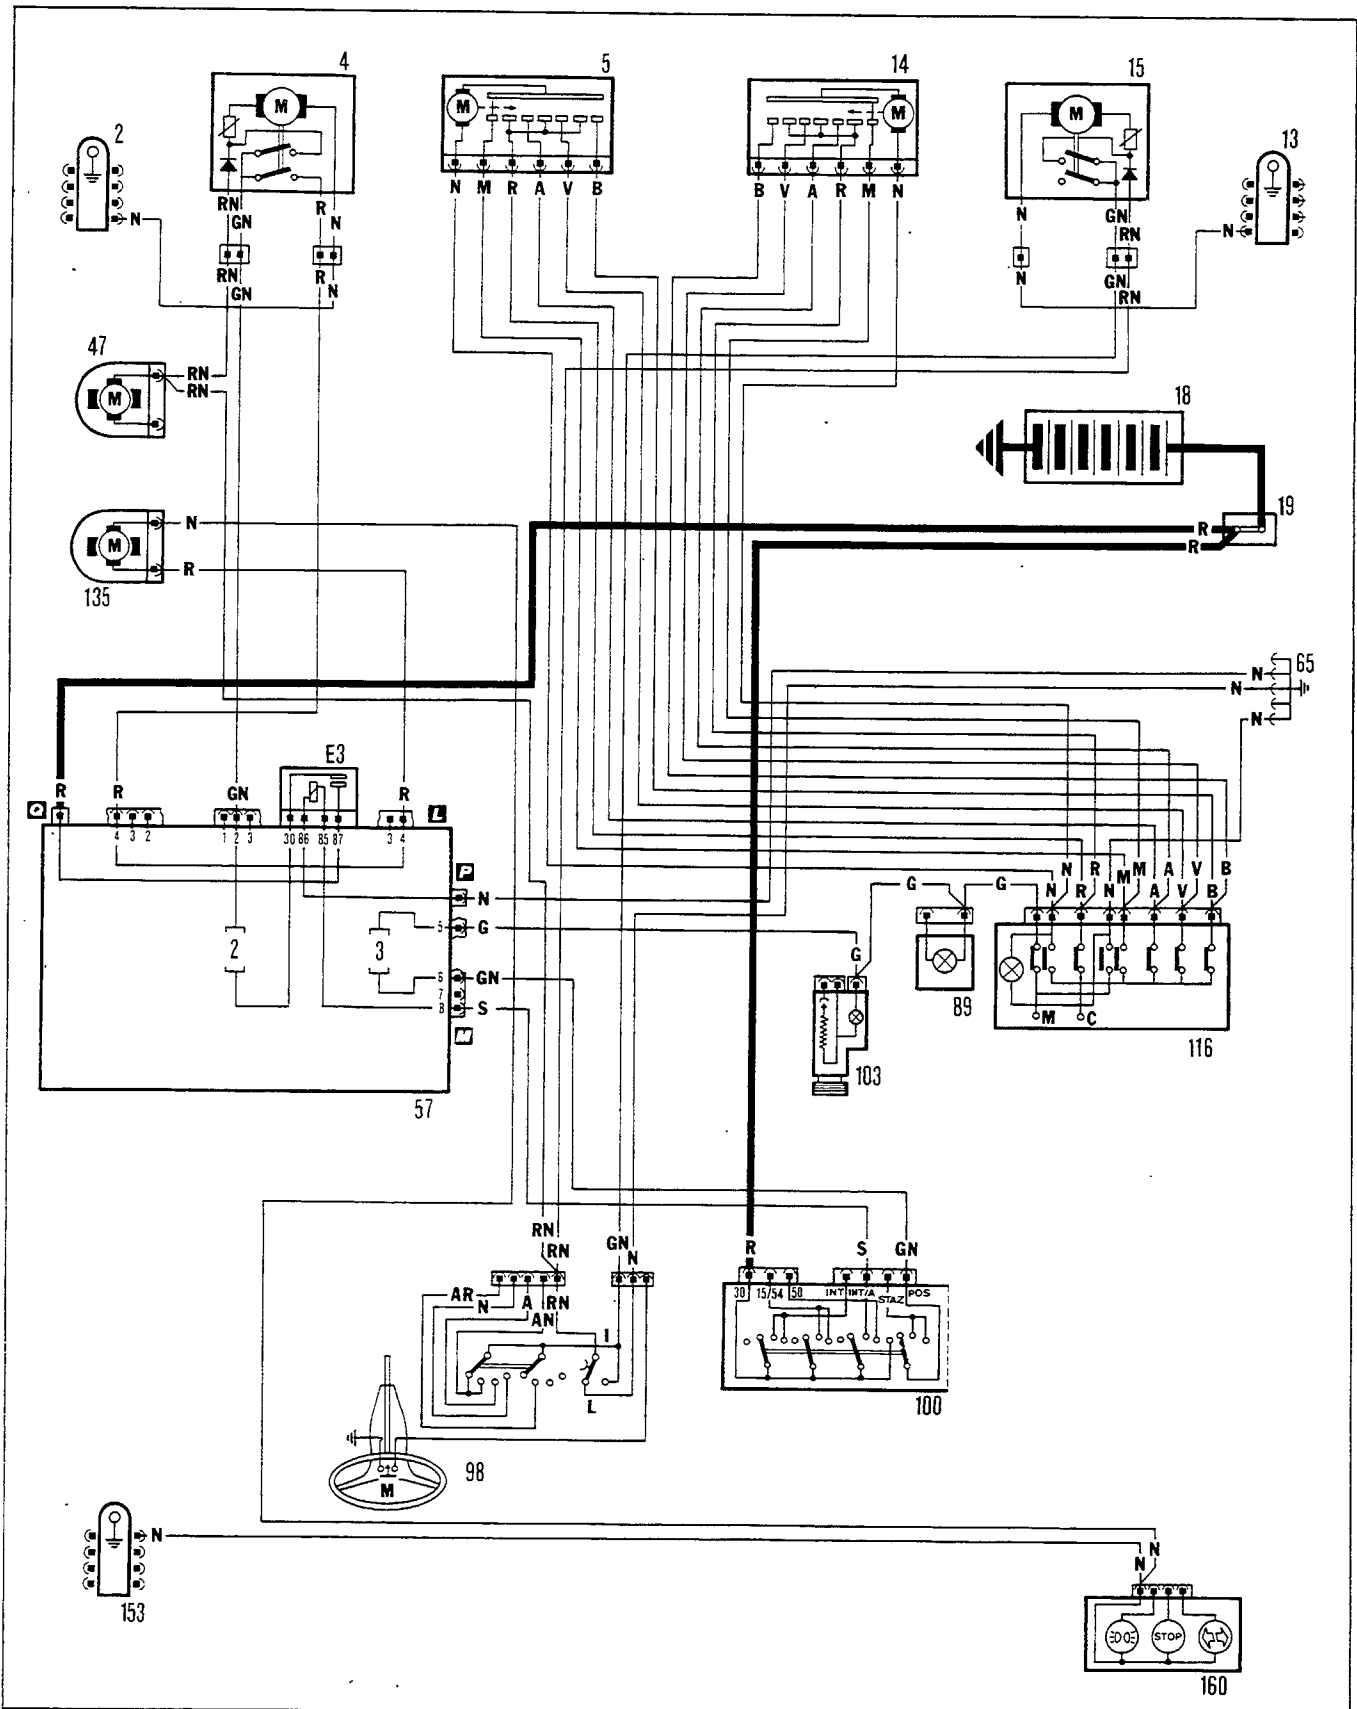 4
5
14
15
2
13
M
M
M
M
N M R A V B
B V A R M N
RN
GN
R
N
N
N
GN
RN
N
RN
GN
R
N
N
GN
RN
47
M
RN
RN
18
19
R
R
135
M
N
R
65
N
N
N
E3
R
R
GN
R
O
L
4 3 2
1 2 3
30 86 85 87
3 4
P
N
5
G
2
3
6
GN
7
8
S
M
57
G
G
G
N
N
R
R
N
M
M
A
A
V
V
B
B
89
103
M
C
116
RN
RN
GN
N
AR
N
A
RN
AN
I
L
M
98
R
S
GN
30
15/54
50
INT
INT/A
STAZ
POS
100
153
N
N
N
STOP
160